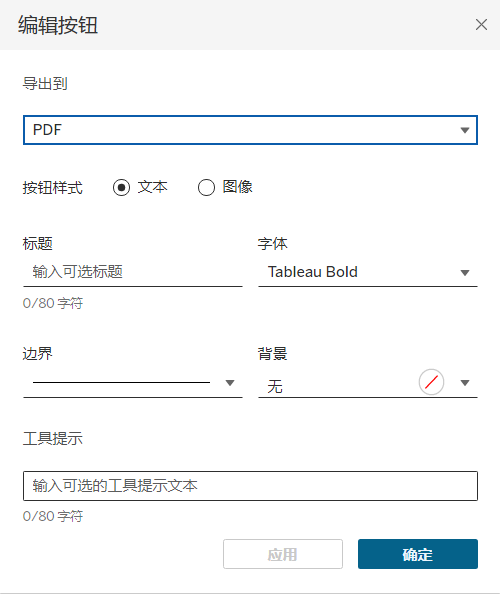 编辑按钮
导出到
PDF
按钮样式 文本 图像
标题 字体
输入可选标题 Tableau Bold
0/80 字符
边界 背景
无
工具提示
输入可选的工具提示文本
0/80 字符
应用 确定